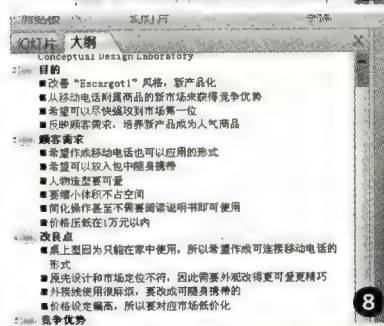 大纲
Conceptual Design Laboratory
目的
■改善“Escargot1”风格，新产品化
■从移动电话附属商品的新市场来获得竞争优势
■希望可以尽快强攻到市场第一位
■反映顾客需求，培养新产品成为人气商品
顾客需求
■希望作成移动电话也可以应用的形式
■希望可以放入包中随身携带
■人物造型要可爱
■要缩小体积不占空间
■简化操作甚至不需要阅读说明书即可使用
■价格压低在1万元以内
改良点
■桌上型因为只能在家中使用，所以希望作成可连接移动电话的
形式
■原先设计和市场定位不符，因此需要外观改得更可爱更精巧
■外接线使用很麻烦，要改成可随身携带的
■价格设定偏高，所以要对应市场低价化
竞争优势
8